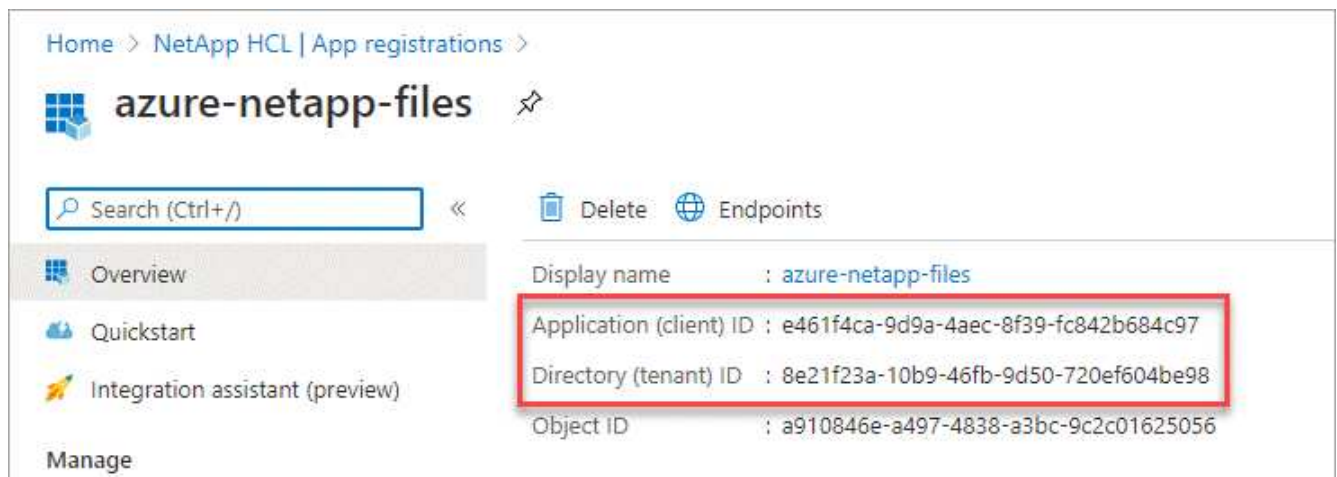 Home > NetApp HCL | App registrations >
azure-netapp-files
Search (Ctrl+/)
«
Delete Endpoints
Overview
Quickstart
Integration assistant (preview)
Manage
Display name : azure-netapp-files
Application (client) ID : e461f4ca-9d9a-4aec-8f39-fc842b684c97
Directory (tenant) ID : 8e21f23a-10b9-46fb-9d50-720ef604be98
Object ID : a910846e-a497-4838-a3bc-9c2c01625056